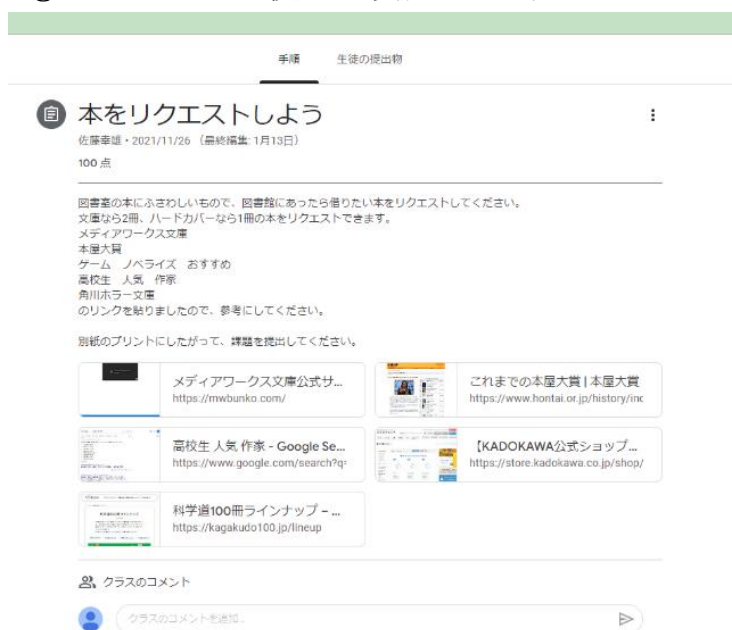 手順 生徒の提出物
本をリクエストしよう
佐藤幸雄・2021/11/26 (最終編集: 1月13日)
100 点
図書室の本にふさわしいもので、図書館にあったら借りたい本をリクエストしてください。
文庫なら2冊、ハードカバーなら1冊の本をリクエストできます。
メディアワークス文庫
本屋大賞
ゲーム ノベライズ おすすめ
高校生 人気 作家
角川ホラー文庫
のリンクを貼りましたので、参考にしてください。
別紙のプリントにしたがって、課題を提出してください。
メディアワークス文庫公式サ...
https://mwbunko.com/
これまでの本屋大賞 | 本屋大賞
https://www.hontai.or.jp/history/inc
高校生 人気 作家 - Google Se...
https://www.google.com/search?q=
【KADOKAWA公式ショップ...
https://store.kadokawa.co.jp/shop/
科学道100冊ラインナップ – ...
https://kagakudo100.jp/lineup
クラスのコメント
クラスのコメントを追加...